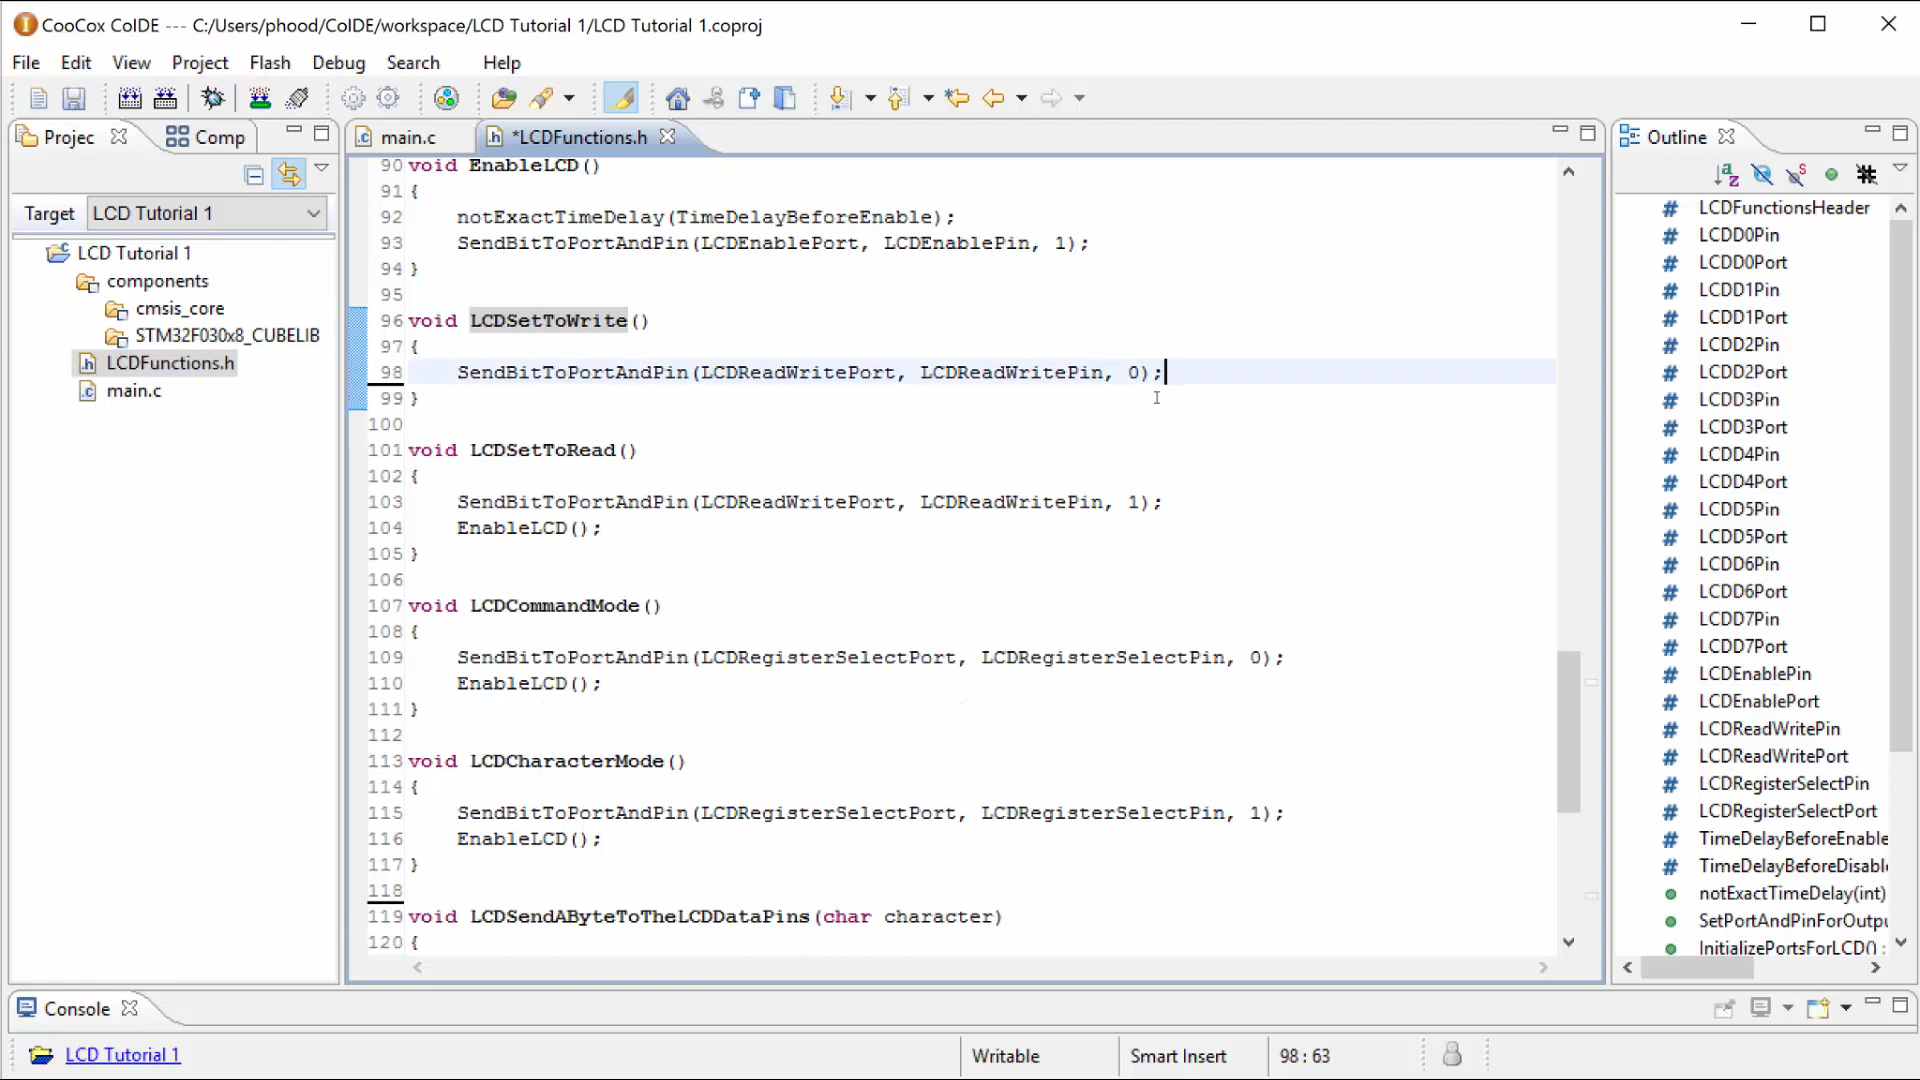 CooCox CoIDE --- C:/Users/phood/CoIDE/workspace/LCD Tutorial 1/LCD Tutorial 1.coproj
File Edit View Project Flash Debug Search Help
Projec Comp
Target LCD Tutorial 1
LCD Tutorial 1
components
cmsis_core
STM32F030x8_CUBELIB
LCDFunctions.h
main.c
main.c *LCDFunctions.h
90 void EnableLCD()
91 {
92 notExactTimeDelay(TimeDelayBeforeEnable);
93 SendBitToPortAndPin(LCDEnablePort, LCDEnablePin, 1);
94 }
95
96 void LCDSetToWrite()
97 {
98 SendBitToPortAndPin(LCDReadWritePort, LCDReadWritePin, 0);
99 }
100
101 void LCDSetToRead()
102 {
103 SendBitToPortAndPin(LCDReadWritePort, LCDReadWritePin, 1);
104 EnableLCD();
105 }
106
107 void LCDCommandMode()
108 {
109 SendBitToPortAndPin(LCDRegisterSelectPort, LCDRegisterSelectPin, 0);
110 EnableLCD();
111 }
112
113 void LCDCharacterMode()
114 {
115 SendBitToPortAndPin(LCDRegisterSelectPort, LCDRegisterSelectPin, 1);
116 EnableLCD();
117 }
118
119 void LCDSendAByteToTheLCDDataPins(char character)
120 {
Outline
# LCDFunctionsHeader
# LCDD0Pin
# LCDD0Port
# LCDD1Pin
# LCDD1Port
# LCDD2Pin
# LCDD2Port
# LCDD3Pin
# LCDD3Port
# LCDD4Pin
# LCDD4Port
# LCDD5Pin
# LCDD5Port
# LCDD6Pin
# LCDD6Port
# LCDD7Pin
# LCDD7Port
# LCDEnablePin
# LCDEnablePort
# LCDReadWritePin
# LCDReadWritePort
# LCDRegisterSelectPin
# LCDRegisterSelectPort
# TimeDelayBeforeEnable
# TimeDelayBeforeDisabl
notExactTimeDelay(int)
SetPortAndPinForOutpu
InitializePortsForLCD() :
Console
LCD Tutorial 1
Writable Smart Insert 98 : 63